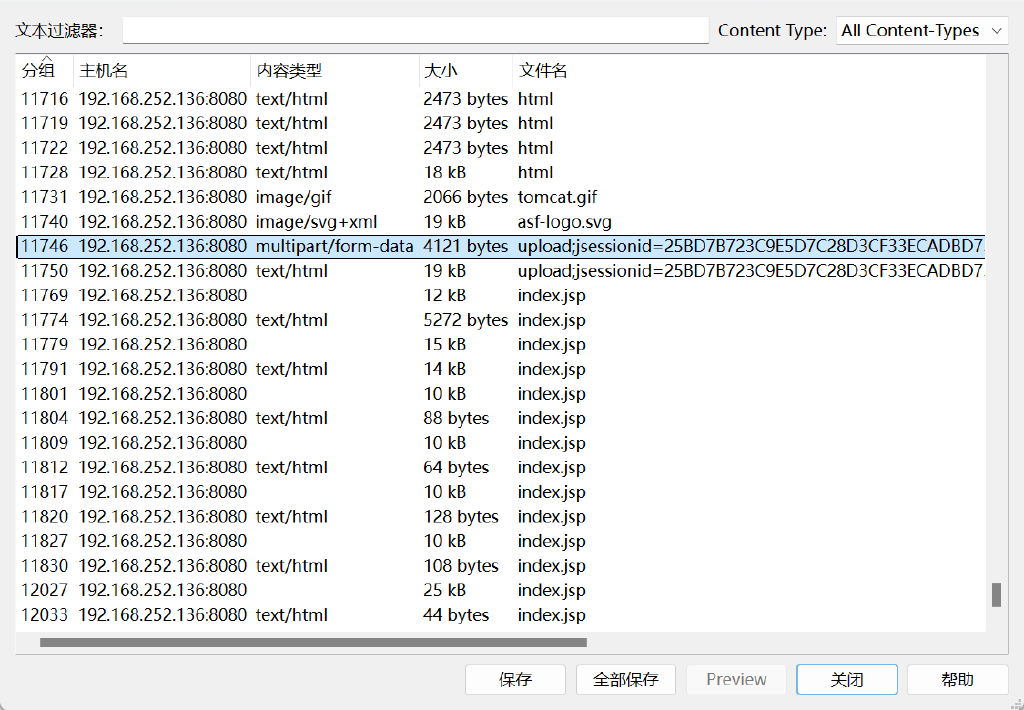 文本过滤器: Content Type: All Content-Types
分组 主机名 内容类型 大小 文件名
11716 192.168.252.136:8080 text/html 2473 bytes html
11719 192.168.252.136:8080 text/html 2473 bytes html
11722 192.168.252.136:8080 text/html 2473 bytes html
11728 192.168.252.136:8080 text/html 18 kB html
11731 192.168.252.136:8080 image/gif 2066 bytes tomcat.gif
11740 192.168.252.136:8080 image/svg+xml 19 kB asf-logo.svg
11746 192.168.252.136:8080 multipart/form-data 4121 bytes upload;jsessionid=25BD7B723C9E5D7C28D3CF33ECADBD7
11750 192.168.252.136:8080 text/html 19 kB upload;jsessionid=25BD7B723C9E5D7C28D3CF33ECADBD7
11769 192.168.252.136:8080 12 kB index.jsp
11774 192.168.252.136:8080 text/html 5272 bytes index.jsp
11779 192.168.252.136:8080 15 kB index.jsp
11791 192.168.252.136:8080 text/html 14 kB index.jsp
11801 192.168.252.136:8080 10 kB index.jsp
11804 192.168.252.136:8080 text/html 88 bytes index.jsp
11809 192.168.252.136:8080 10 kB index.jsp
11812 192.168.252.136:8080 text/html 64 bytes index.jsp
11817 192.168.252.136:8080 10 kB index.jsp
11820 192.168.252.136:8080 text/html 128 bytes index.jsp
11827 192.168.252.136:8080 10 kB index.jsp
11830 192.168.252.136:8080 text/html 108 bytes index.jsp
12027 192.168.252.136:8080 25 kB index.jsp
12033 192.168.252.136:8080 text/html 44 bytes index.jsp
保存 全部保存 Preview 关闭 帮助